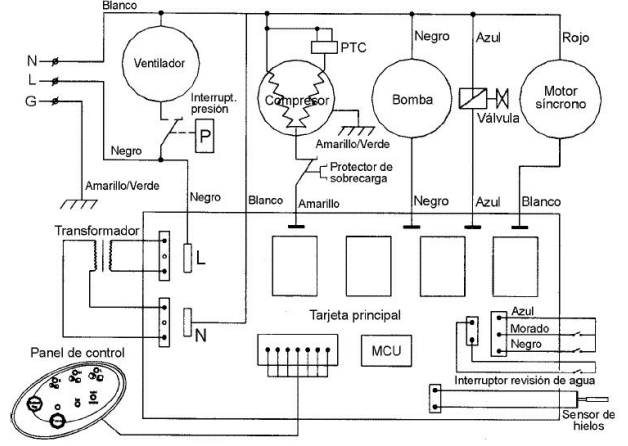 Blanco
N
L
G
Ventilador
PTC
Negro
Azul
Rojo
Compresor
Bomba
Válvula
Motor
síncrono
Interrupt.
presión
P
Negro
Amarillo/Verde
Amarillo/Verde
Protector de
sobrecarga
Negro
Blanco
Amarillo
Negro
Azul
Blanco
Transformador
L
N
Tarjeta principal
MCU
Azul
Morado
Negro
Interruptor revisión de agua
Panel de control
Sensor de
hielos